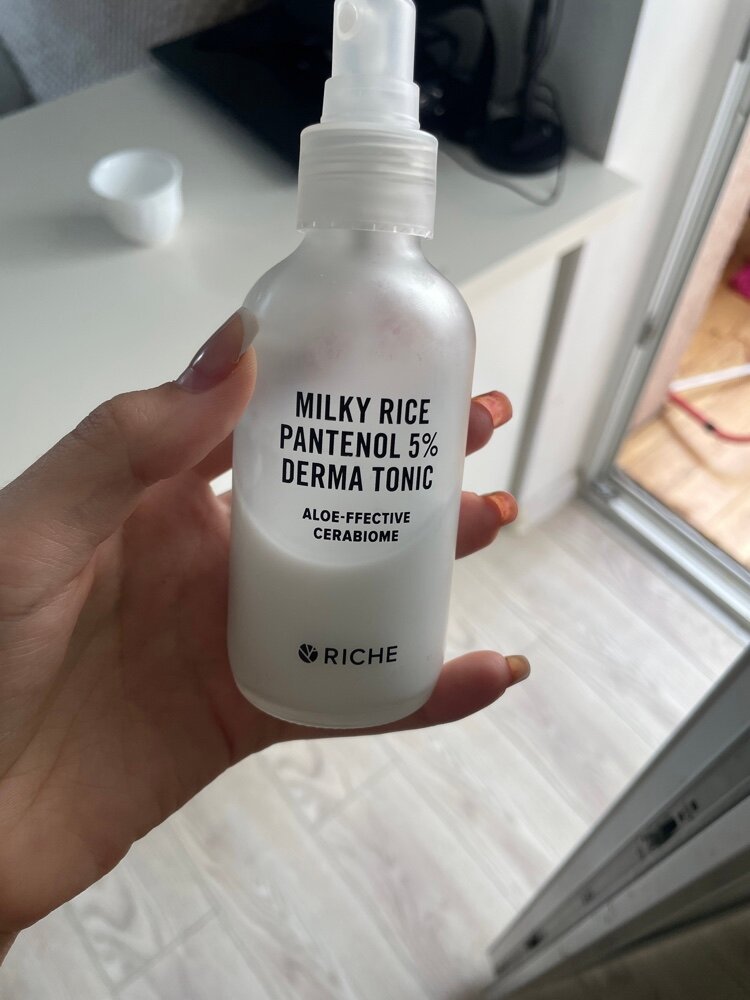 MILKY RICE
PANTENOL 5%
DERMA TONIC
ALOE-FFECTIVE
CERABIOME
RICHE